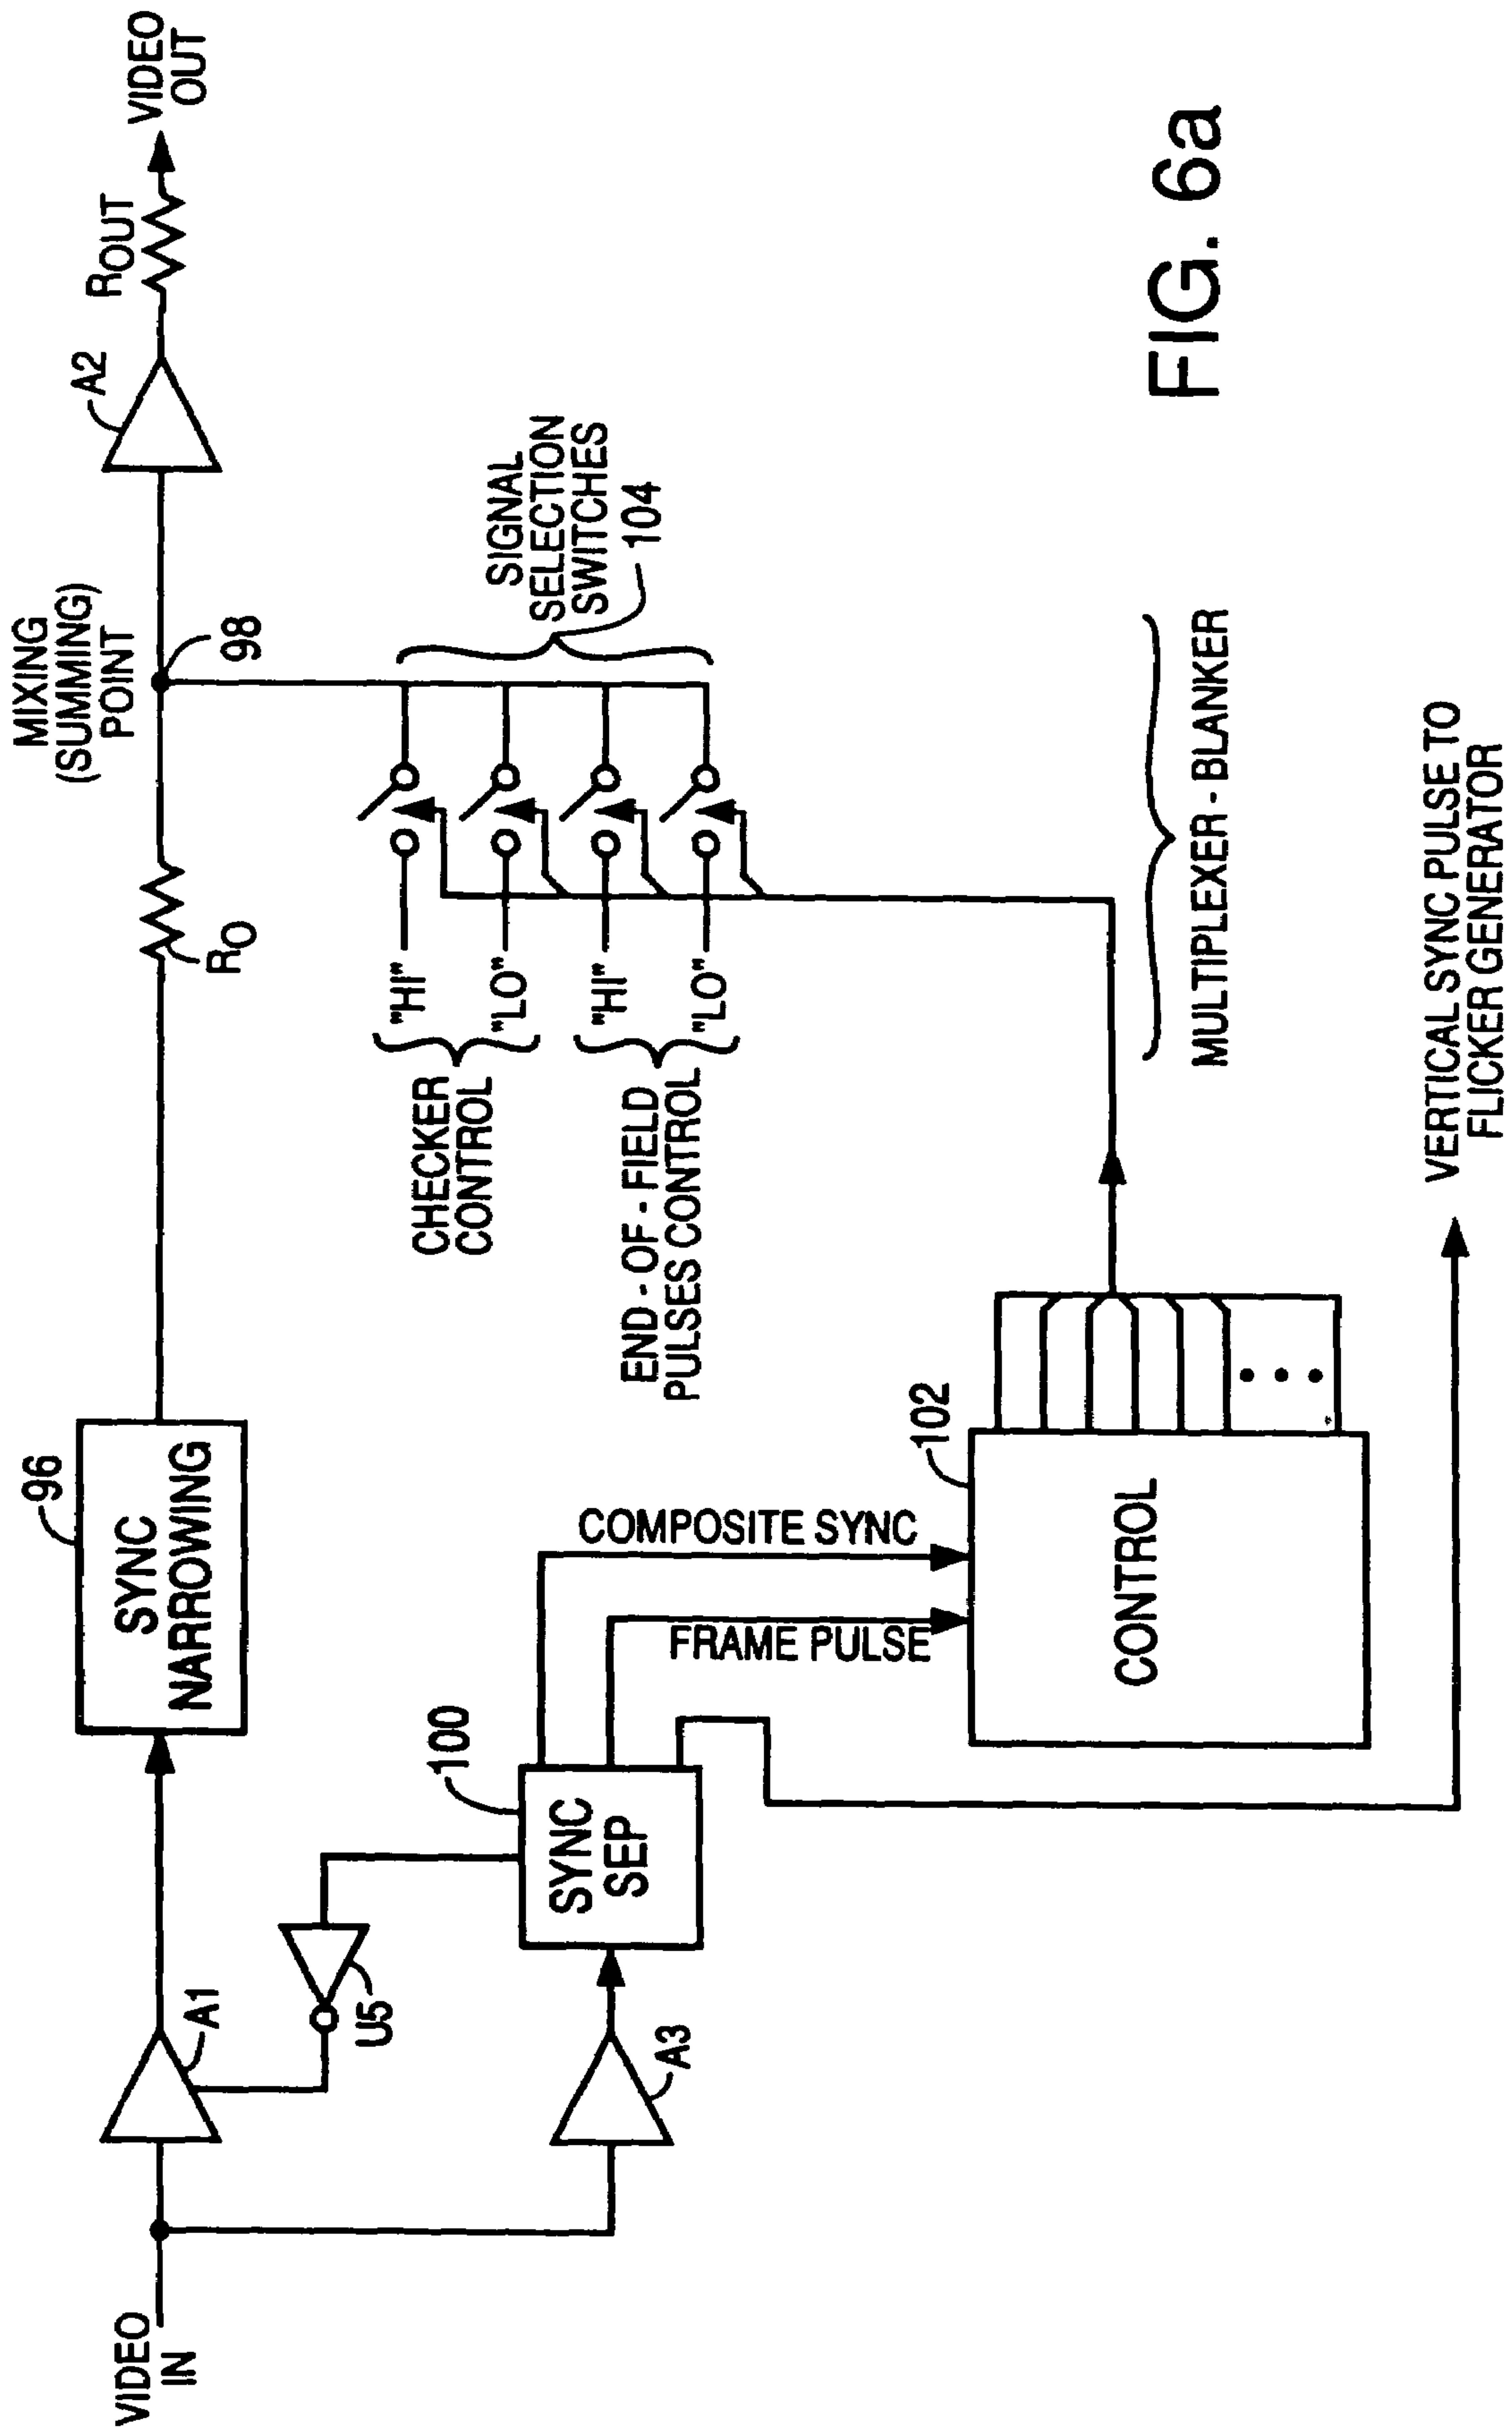 VIDEO
IN
A1
96
SYNC
NARROWING
RO
MIXING
(SUMMING)
POINT
98
A2
ROUT
VIDEO
OUT
U5
A3
100
SYNC
SEP
COMPOSITE SYNC
FRAME PULSE
102
CONTROL
CHECKER
CONTROL
"HI"
"LO"
END - OF - FIELD
PULSES CONTROL
"HI"
"LO"
SIGNAL
SELECTION
SWITCHES
104
MULTIPLEXER - BLANKER
VERTICAL SYNC PULSE TO
FLICKER GENERATOR
FIG. 6a